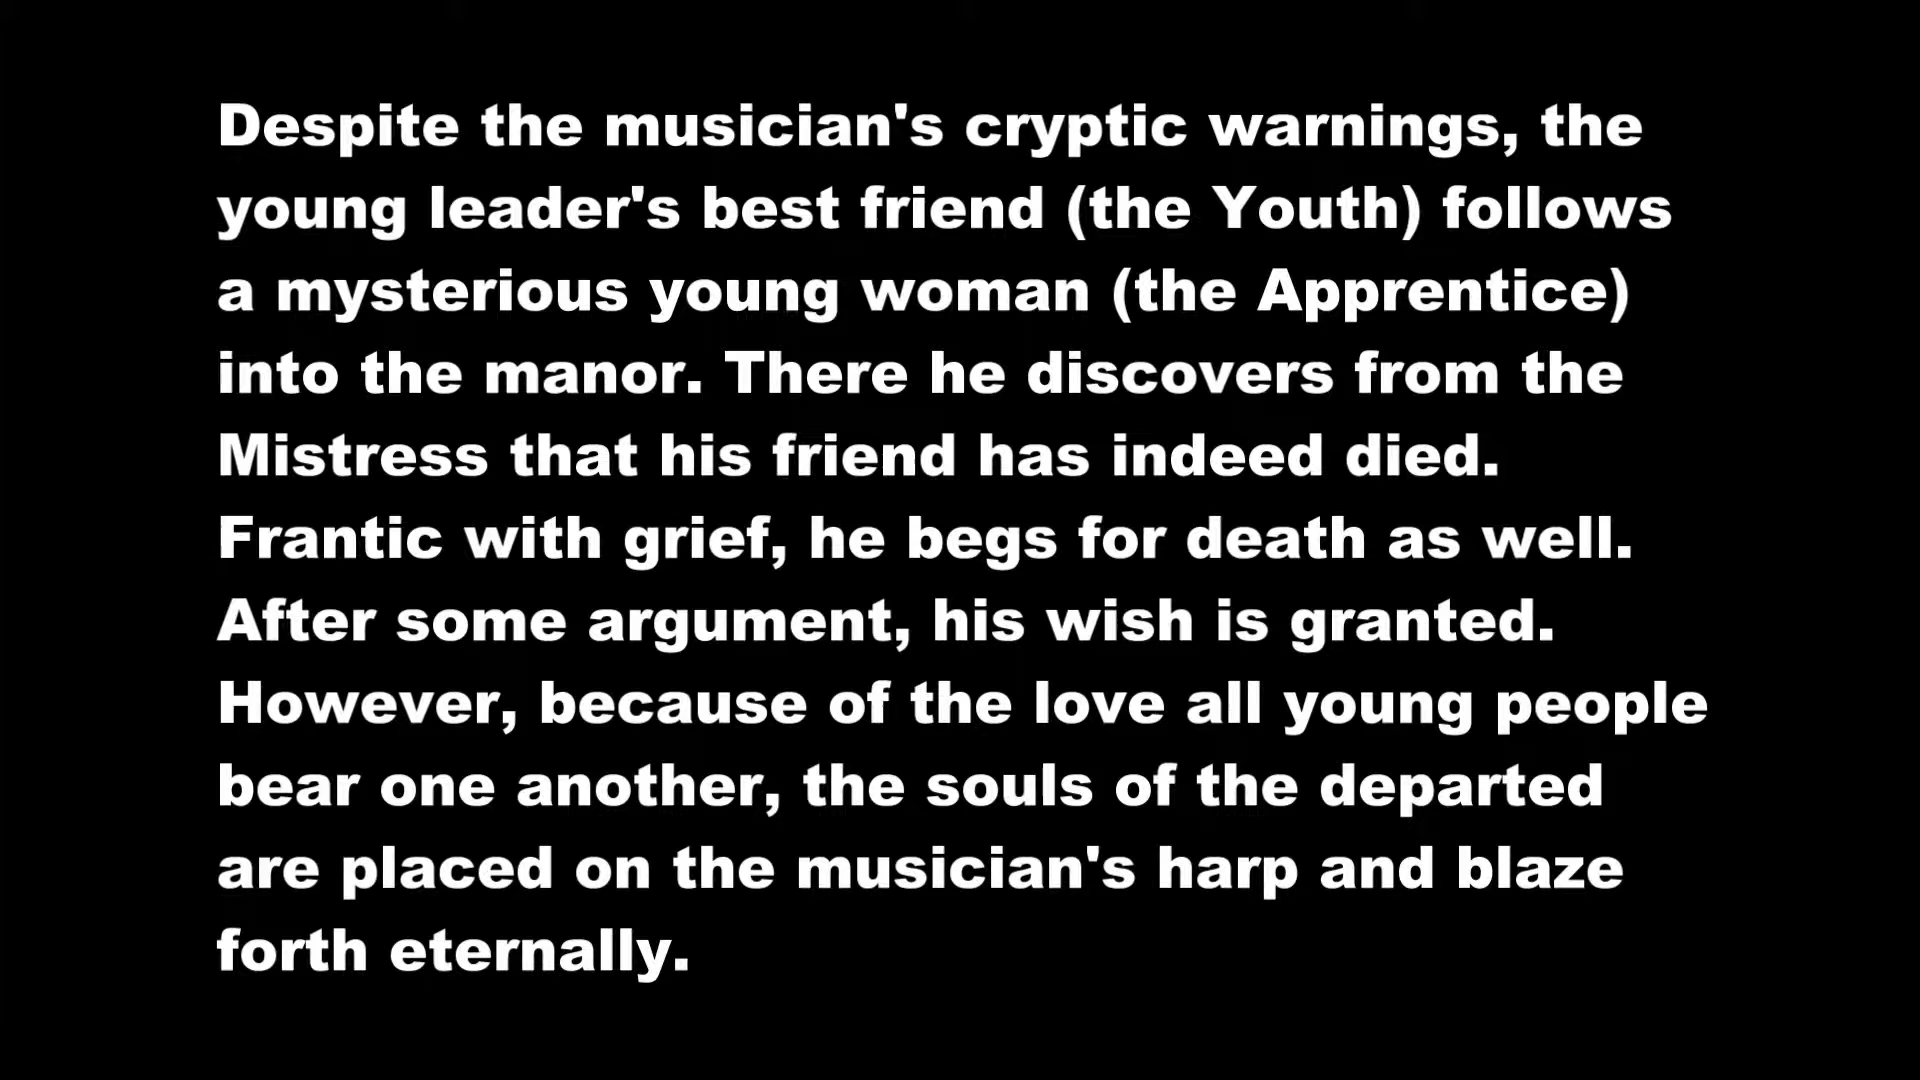 Despite the musician's cryptic warnings, the
young leader's best friend (the Youth) follows
a mysterious young woman (the Apprentice)
into the manor. There he discovers from the
Mistress that his friend has indeed died.
Frantic with grief, he begs for death as well.
After some argument, his wish is granted.
However, because of the love all young people
bear one another, the souls of the departed
are placed on the musician's harp and blaze
forth eternally.